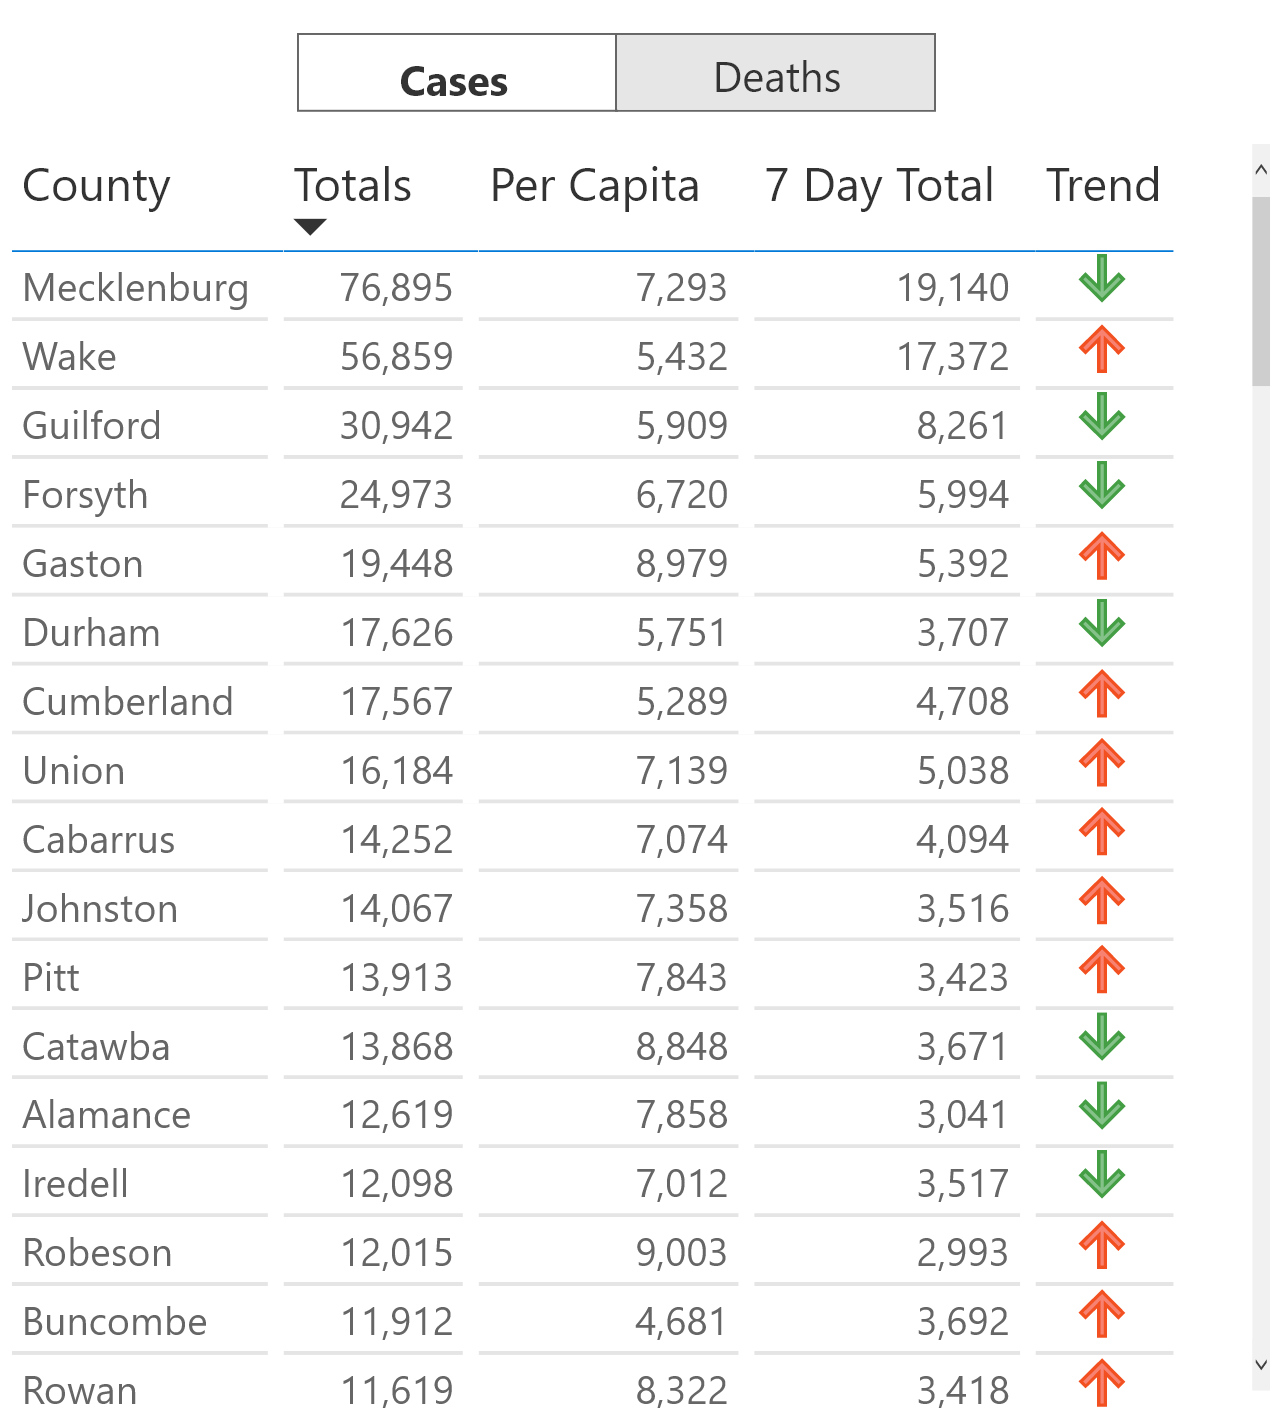 Cases Deaths
County Totals Per Capita 7 Day Total Trend
Mecklenburg 76,895 7,293 19,140
Wake 56,859 5,432 17,372
Guilford 30,942 5,909 8,261
Forsyth 24,973 6,720 5,994
Gaston 19,448 8,979 5,392
Durham 17,626 5,751 3,707
Cumberland 17,567 5,289 4,708
Union 16,184 7,139 5,038
Cabarrus 14,252 7,074 4,094
Johnston 14,067 7,358 3,516
Pitt 13,913 7,843 3,423
Catawba 13,868 8,848 3,671
Alamance 12,619 7,858 3,041
Iredell 12,098 7,012 3,517
Robeson 12,015 9,003 2,993
Buncombe 11,912 4,681 3,692
Rowan 11,619 8,322 3,418